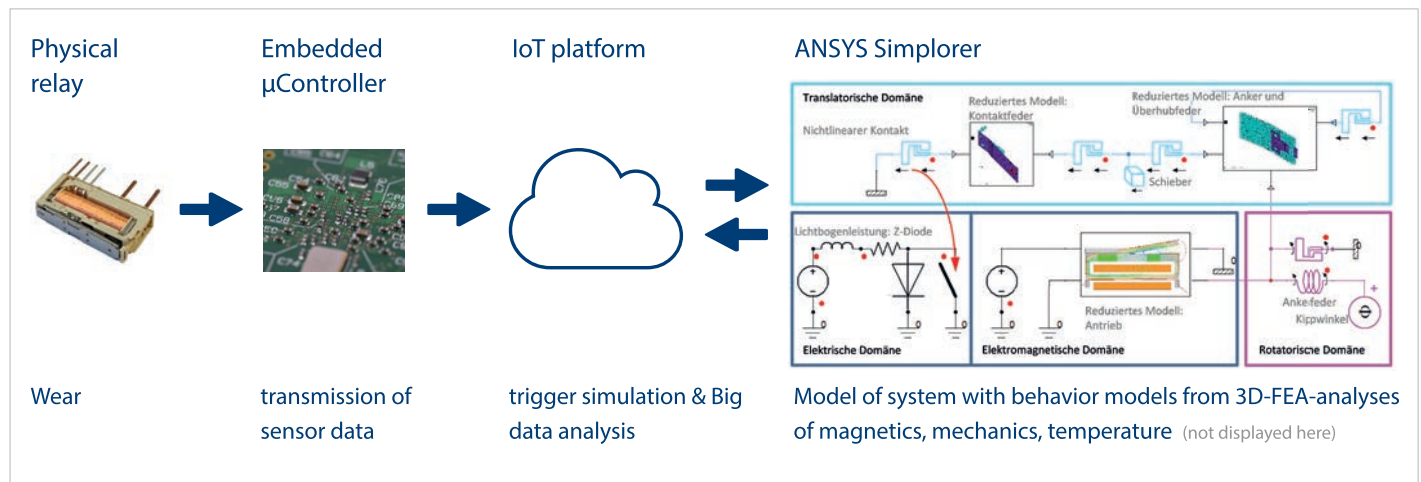 Physical
relay
Embedded
µController
IoT platform
ANSYS Simplorer
Translatorische Domäne
Nichtlinearer Kontakt
Reduziertes Modell:
Kontaktfeder
Reduziertes Modell: Anker und
Überhubfeder
Schieber
Lichtbogenleistung: Z-Diode
Elektrische Domäne
Reduziertes Modell:
Antrieb
Elektromagnetische Domäne
Ankerfeder
Kippwinkel
Rotatorische Domäne
Wear
transmission of
sensor data
trigger simulation & Big
data analysis
Model of system with behavior models from 3D-FEA-analyses
of magnetics, mechanics, temperature (not displayed here)